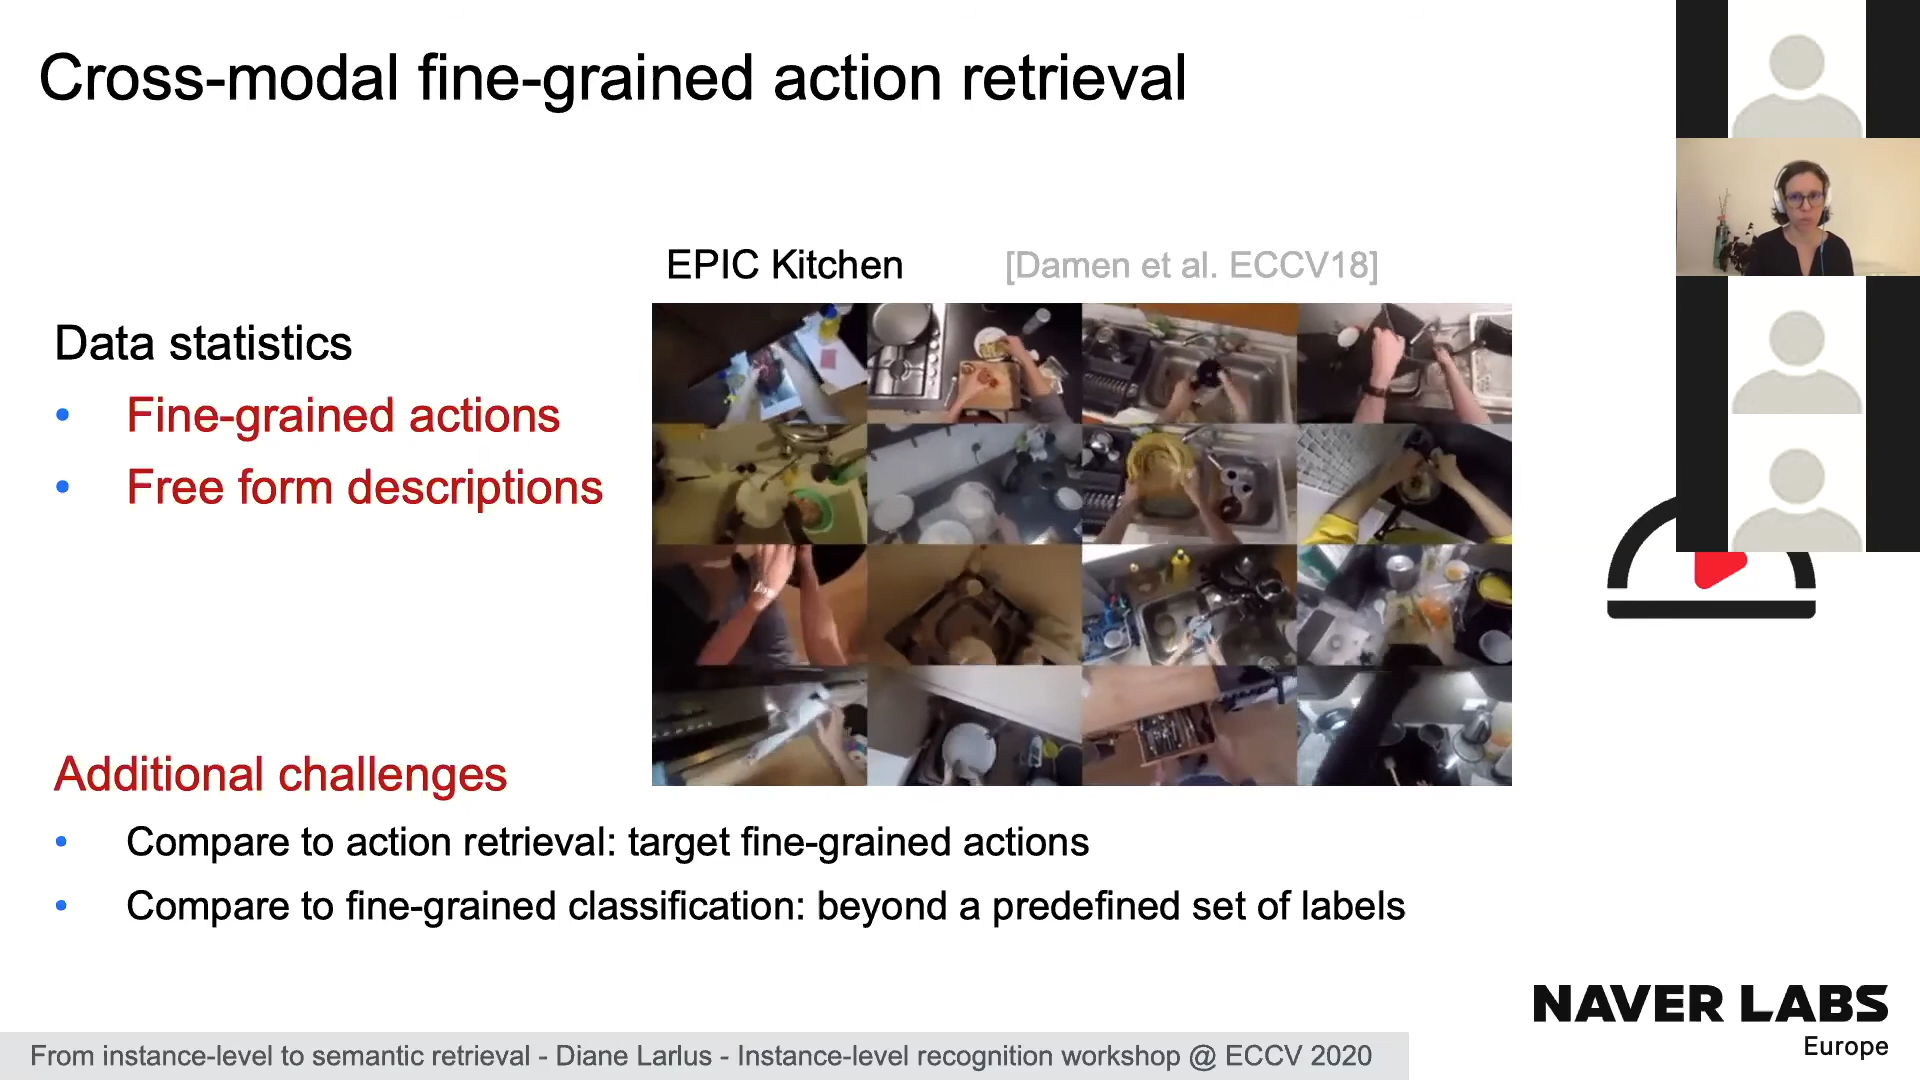 Cross-modal fine-grained action retrieval
EPIC Kitchen [Damen et al. ECCV18]
Data statistics
• Fine-grained actions
• Free form descriptions
Additional challenges
• Compare to action retrieval: target fine-grained actions
• Compare to fine-grained classification: beyond a predefined set of labels
NAVER LABS
Europe
From instance-level to semantic retrieval - Diane Larlus - Instance-level recognition workshop @ ECCV 2020